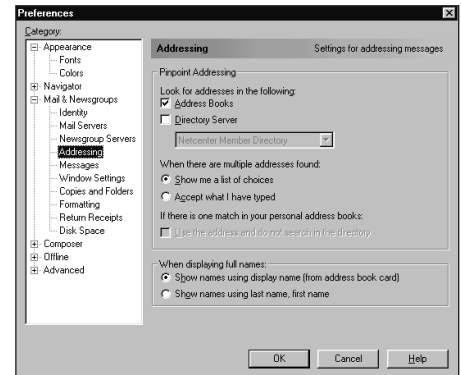 Preferences
Category:
Appearance
Fonts
Colors
Navigator
Mail & Newsgroups
Identity
Mail Servers
Newsgroup Servers
Addressing
Messages
Window Settings
Copies and Folders
Formatting
Return Receipts
Disk Space
Composer
Offline
Advanced
Addressing Settings for addressing messages
Pinpoint Addressing
Look for addresses in the following:
Address Books
Directory Server
Netcenter Member Directory
When there are multiple addresses found:
Show me a list of choices
Accept what I have typed
If there is one match in your personal address books:
Use the address and do not search in the directory
When displaying full names:
Show names using display name (from address book card)
Show names using last name, first name
OK Cancel Help